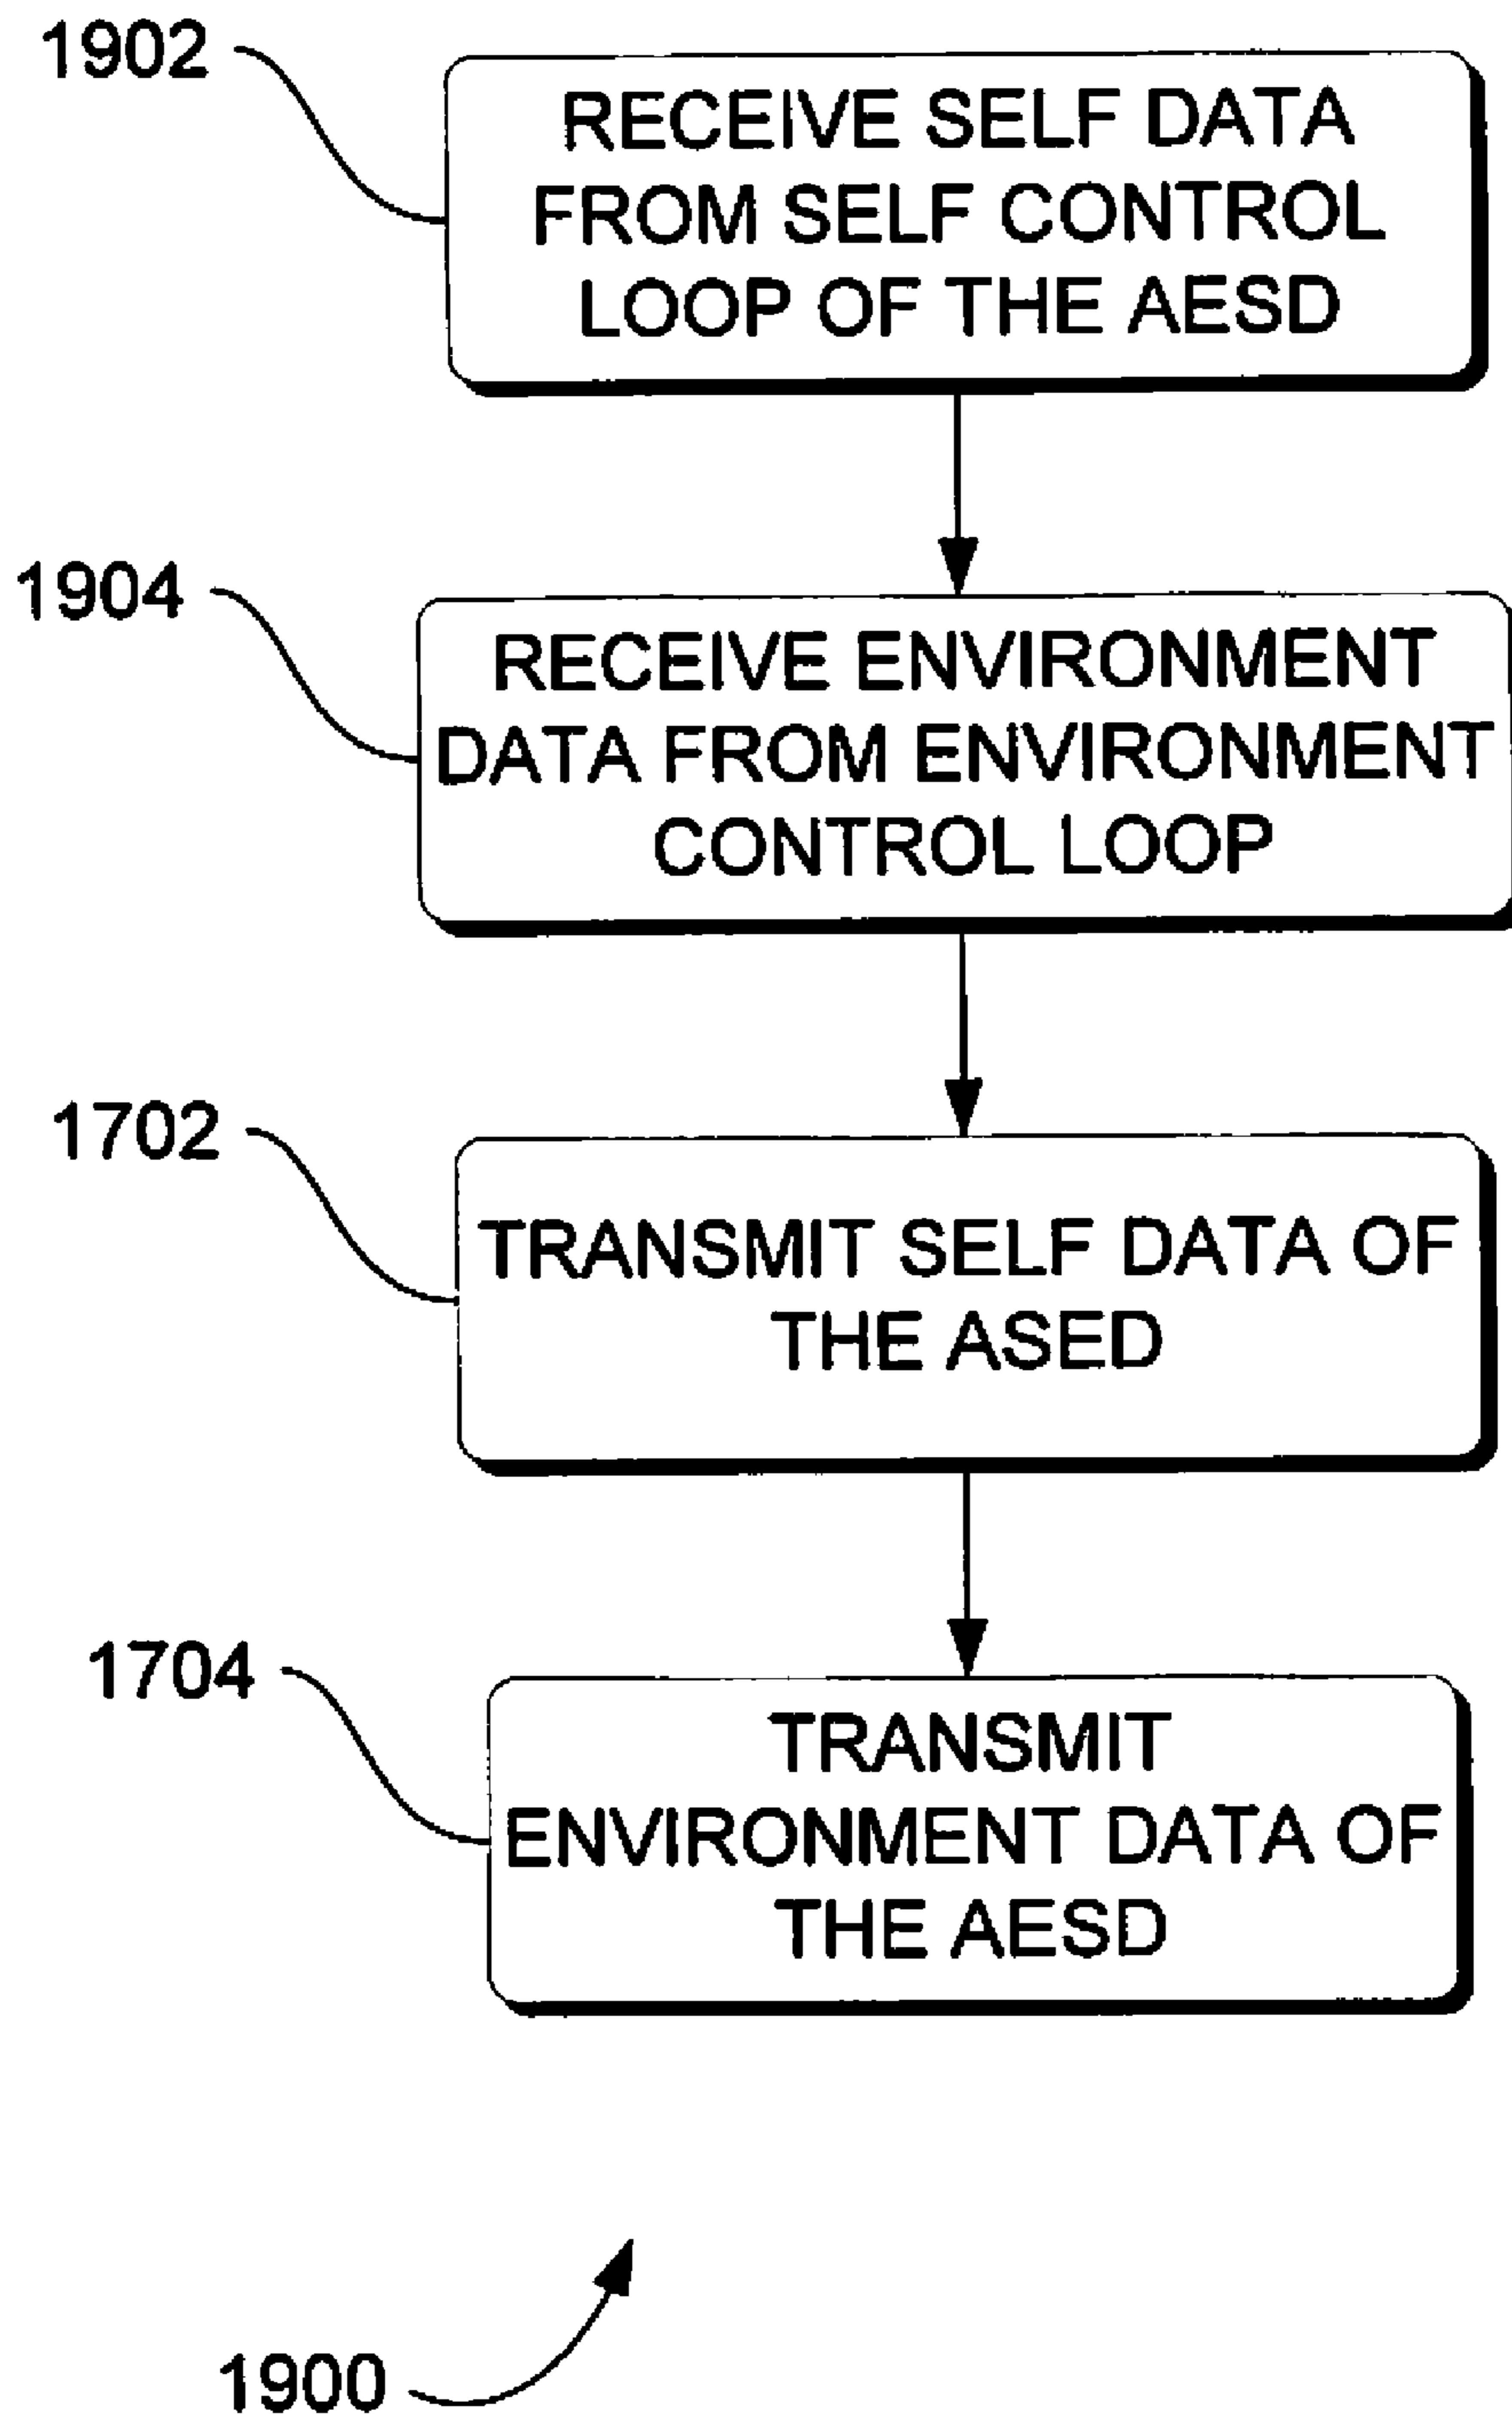 1902
RECEIVE SELF DATA
FROM SELF CONTROL
LOOP OF THE AESD
1904
RECEIVE ENVIRONMENT
DATA FROM ENVIRONMENT
CONTROL LOOP
1702
TRANSMIT SELF DATA OF
THE ASED
1704
TRANSMIT
ENVIRONMENT DATA OF
THE AESD
1900